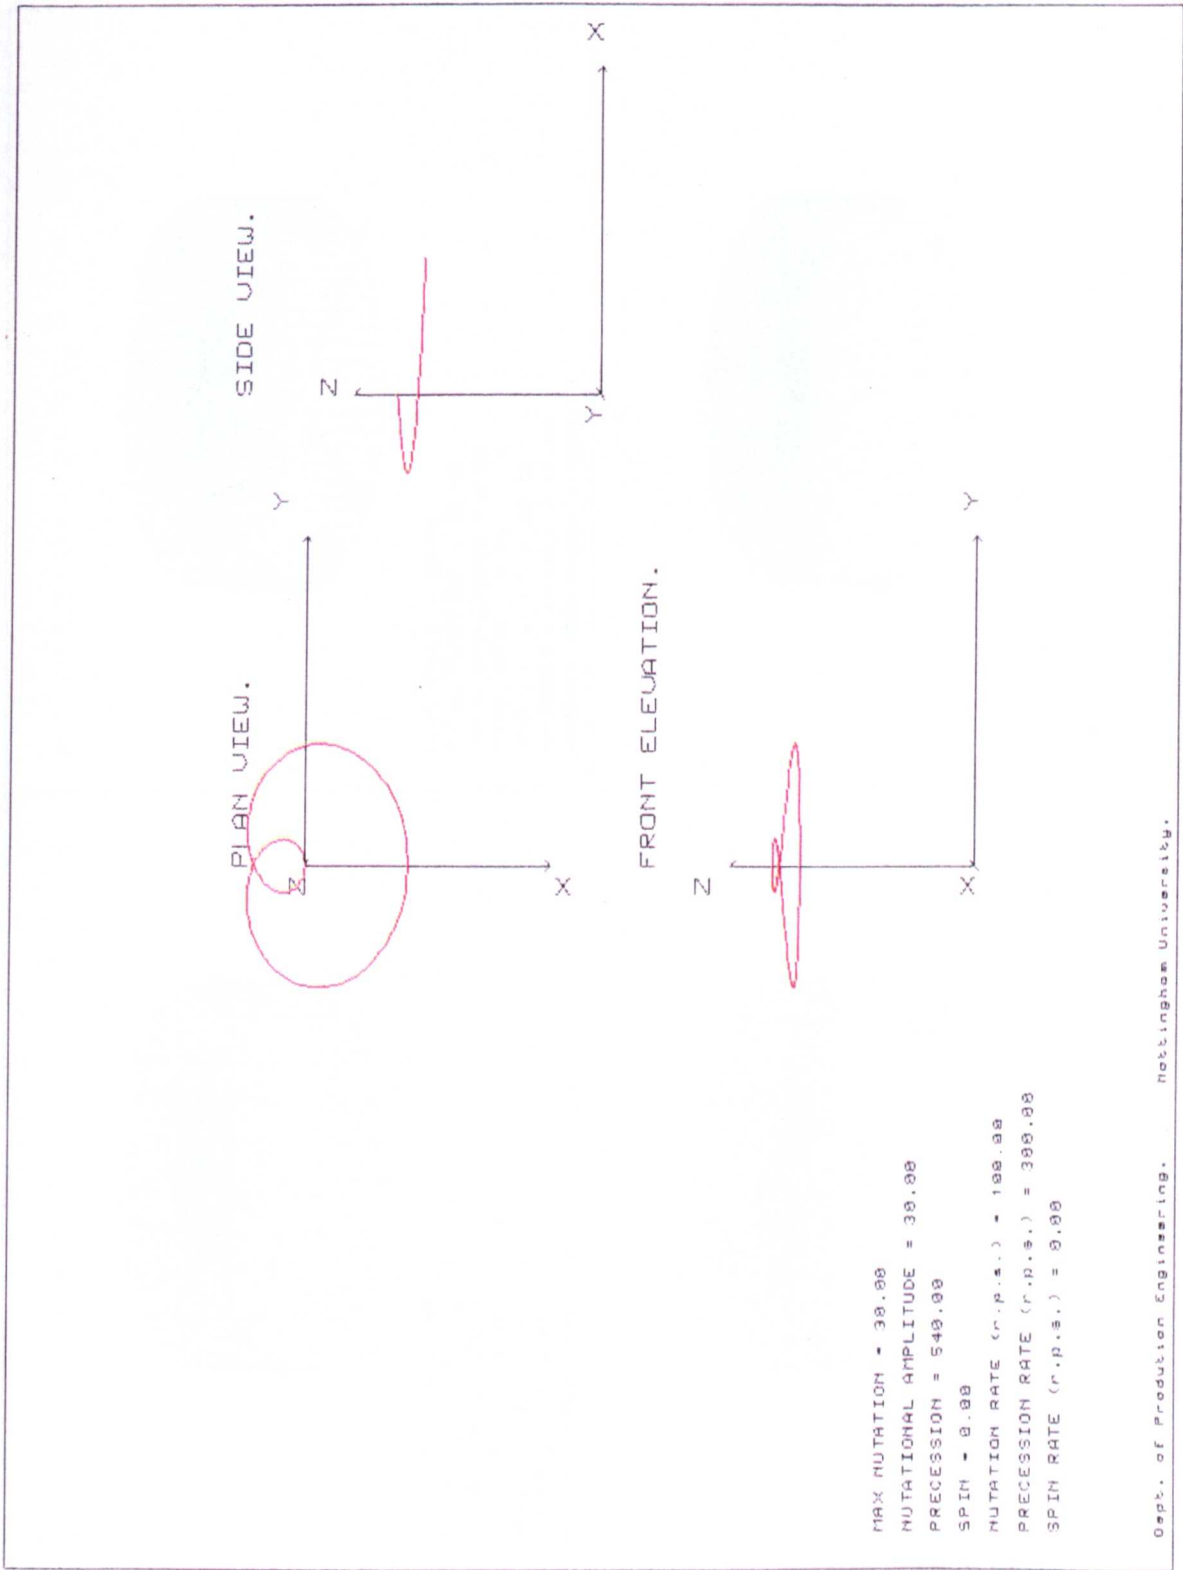 PLAN VIEW.
Z
Y
X
SIDE VIEW.
Z
Y
X
FRONT ELEVATION.
Z
X
Y
MAX NUTATION = 30.00
NUTATIONAL AMPLITUDE = 30.00
PRECESSION = 540.00
SPIN = 0.00
NUTATION RATE (r.p.s.) = 100.00
PRECESSION RATE (r.p.s.) = 300.00
SPIN RATE (r.p.s.) = 0.00
Dept. of Prodution Engineering. Nottingham University.